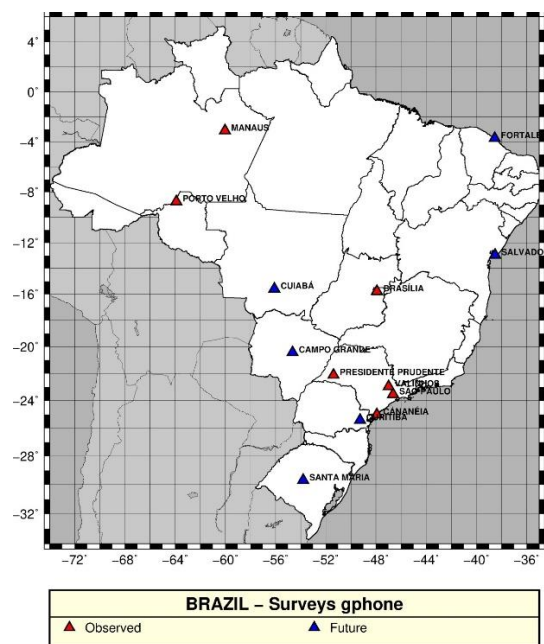 4°
0°
MANAUS
FORTALE
−4°
PORTO VELHO
−8°
−12°
SALVADO
CUIABÁ
BRASÍLIA
−16°
−20°
CAMPO GRANDE
PRESIDENTE PRUDENTE
VALINHOS
SÃO PAULO
−24°
CANANÉIA
CURITIBA
−28°
SANTA MARIA
−32°
−72° −68° −64° −60° −56° −52° −48° −44° −40° −36°
BRAZIL − Surveys gphone
Observed Future